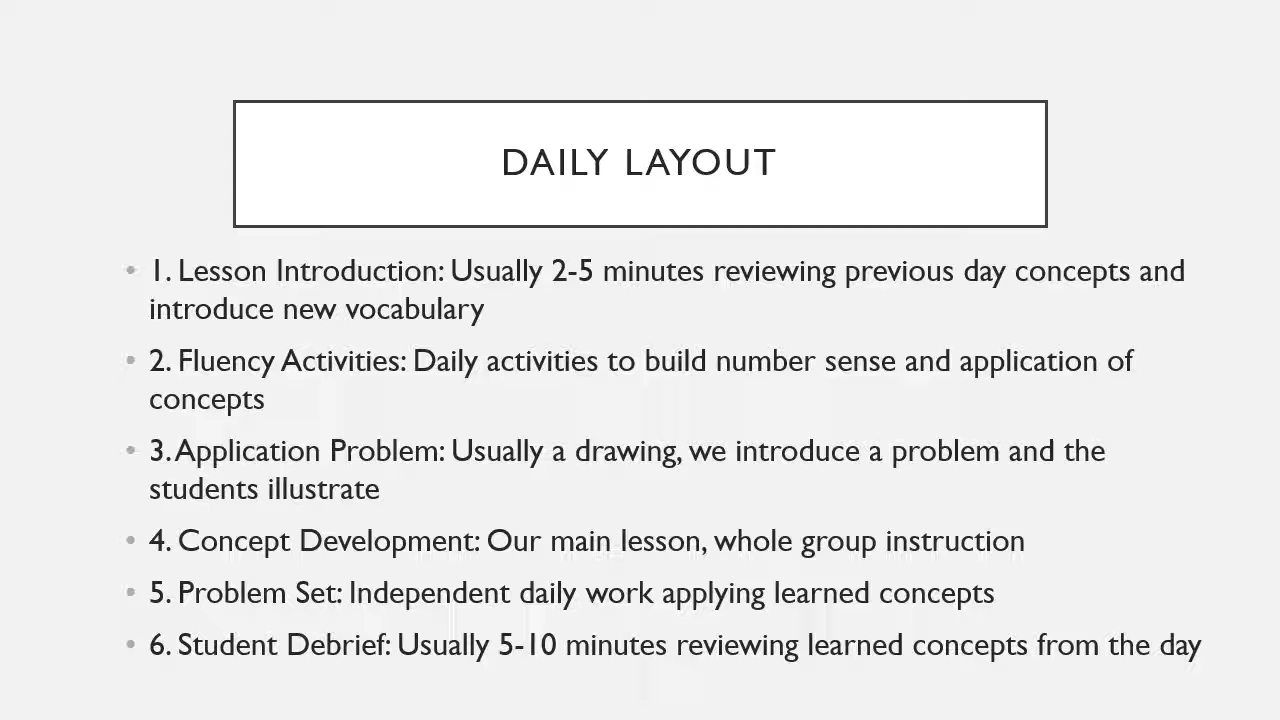 DAILY LAYOUT
• 1. Lesson Introduction: Usually 2-5 minutes reviewing previous day concepts and
introduce new vocabulary
• 2. Fluency Activities: Daily activities to build number sense and application of
concepts
• 3. Application Problem: Usually a drawing, we introduce a problem and the
students illustrate
• 4. Concept Development: Our main lesson, whole group instruction
• 5. Problem Set: Independent daily work applying learned concepts
• 6. Student Debrief: Usually 5-10 minutes reviewing learned concepts from the day